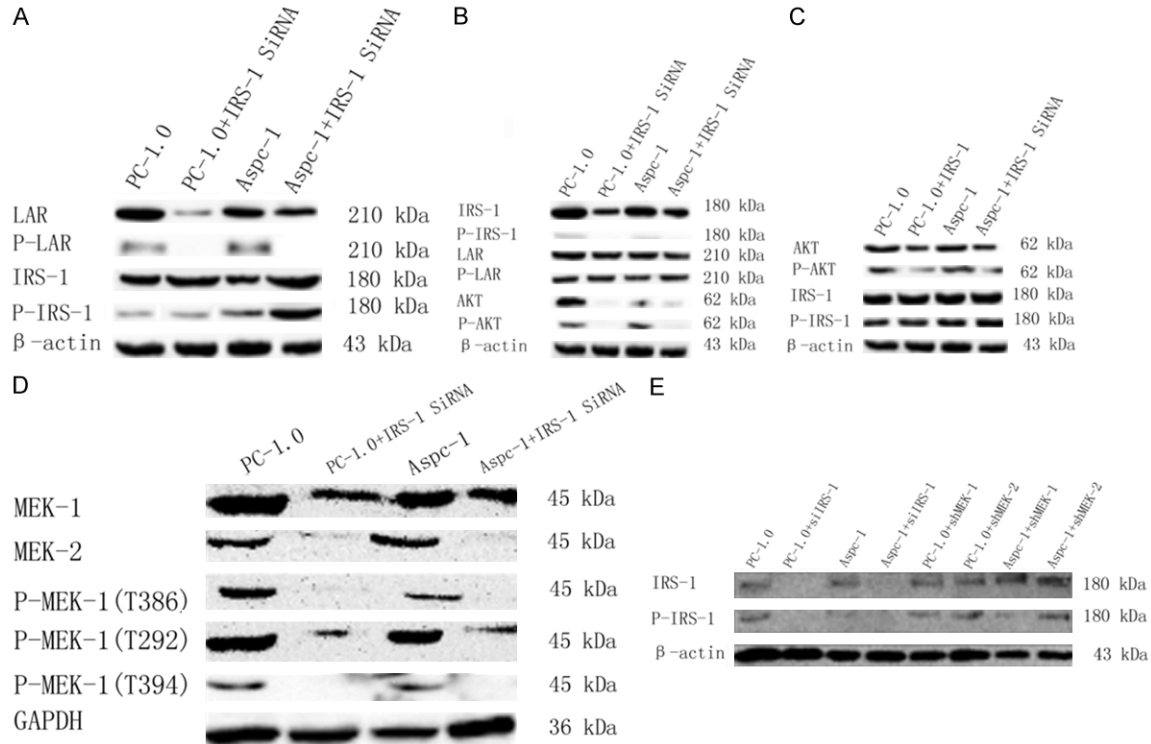 A
PC-1.0
PC-1.0+IRS-1 SiRNA
Aspc-1
Aspc-1+IRS-1 SiRNA
LAR 210 kDa
P-LAR 210 kDa
IRS-1 180 kDa
P-IRS-1 180 kDa
β-actin 43 kDa
B
PC-1.0
PC-1.0+IRS-1 SiRNA
Aspc-1
Aspc-1+IRS-1 SiRNA
IRS-1 180 kDa
P-IRS-1 180 kDa
LAR 210 kDa
P-LAR 210 kDa
AKT 62 kDa
P-AKT 62 kDa
β-actin 43 kDa
C
PC-1.0
PC-1.0+IRS-1
Aspc-1
Aspc-1+IRS-1 SiRNA
AKT 62 kDa
P-AKT 62 kDa
IRS-1 180 kDa
P-IRS-1 180 kDa
β-actin 43 kDa
D
PC-1.0
PC-1.0+IRS-1 SiRNA
Aspc-1
Aspc-1+IRS-1 SiRNA
MEK-1 45 kDa
MEK-2 45 kDa
P-MEK-1(T386) 45 kDa
P-MEK-1(T292) 45 kDa
P-MEK-1(T394) 45 kDa
GAPDH 36 kDa
E
PC-1.0
PC-1.0+siIRS-1
Aspc-1
Aspc-1+siIRS-1
PC-1.0+shMEK-1
PC-1.0+shMEK-2
Aspc-1+shMEK-1
Aspc-1+shMEK-2
IRS-1 180 kDa
P-IRS-1 180 kDa
β-actin 43 kDa